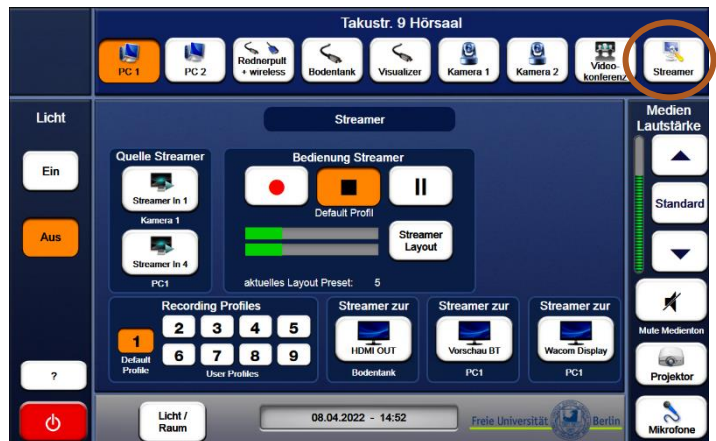 Takustr. 9 Hörsaal
PC 1
PC 2
Rednerpult
+ wireless
Bodentank
Visualizer
Kamera 1
Kamera 2
Video-
konferenz
Streamer
Licht
Ein
Aus
?
Streamer
Quelle Streamer
Streamer In 1
Kamera 1
Streamer In 4
PC1
Bedienung Streamer
Default Profil
Streamer
Layout
aktuelles Layout Preset: 5
Recording Profiles
1
Default
Profile
2 3 4 5
6 7 8 9
User Profiles
Streamer zur
HDMI OUT
Bodentank
Streamer zur
Vorschau BT
PC1
Streamer zur
Wacom Display
PC1
Medien
Lautstärke
Standard
Mute Medienton
Projektor
Mikrofone
Licht /
Raum
08.04.2022 - 14:52
Freie Universität Berlin